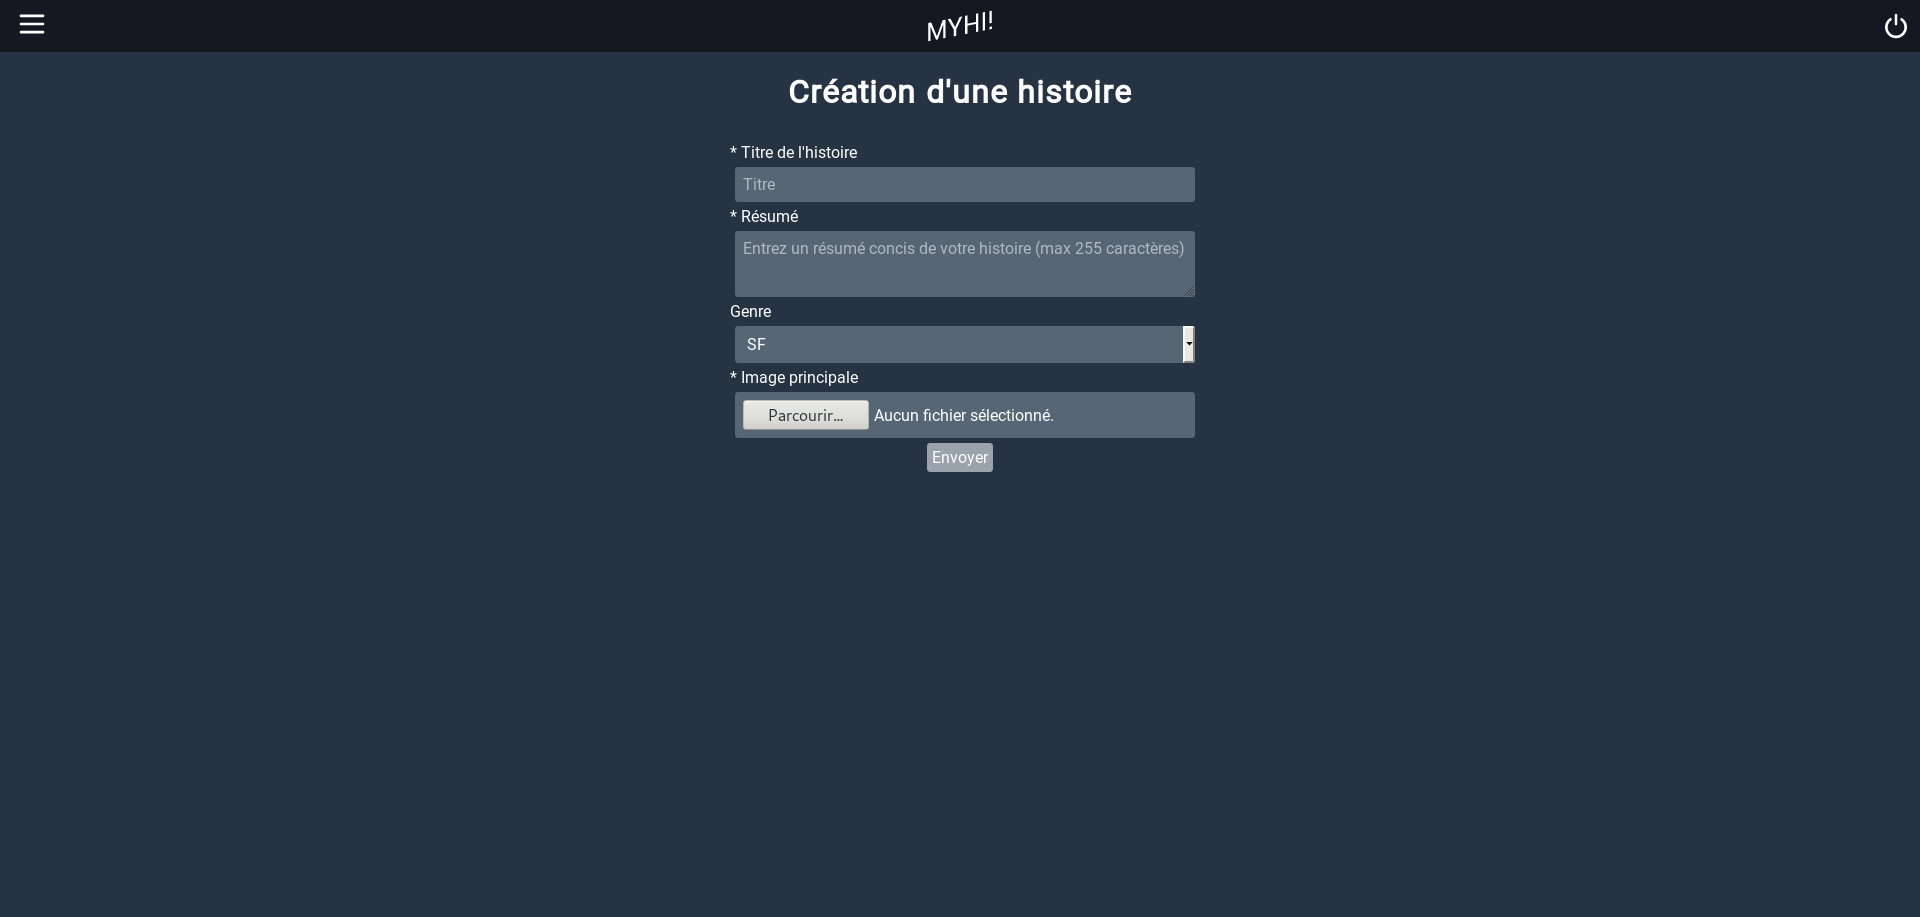 MYHI!
Création d'une histoire
* Titre de l'histoire
Titre
* Résumé
Entrez un résumé concis de votre histoire (max 255 caractères)
Genre
SF
* Image principale
Parcourir... Aucun fichier sélectionné.
Envoyer